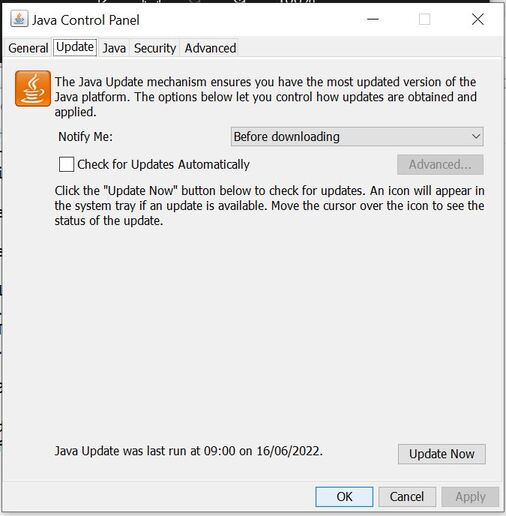 Java Control Panel
General Update Java Security Advanced
The Java Update mechanism ensures you have the most updated version of the
Java platform. The options below let you control how updates are obtained and
applied.
Notify Me: Before downloading
Check for Updates Automatically Advanced...
Click the "Update Now" button below to check for updates. An icon will appear in
the system tray if an update is available. Move the cursor over the icon to see the
status of the update.
Java Update was last run at 09:00 on 16/06/2022.
Update Now
OK Cancel Apply